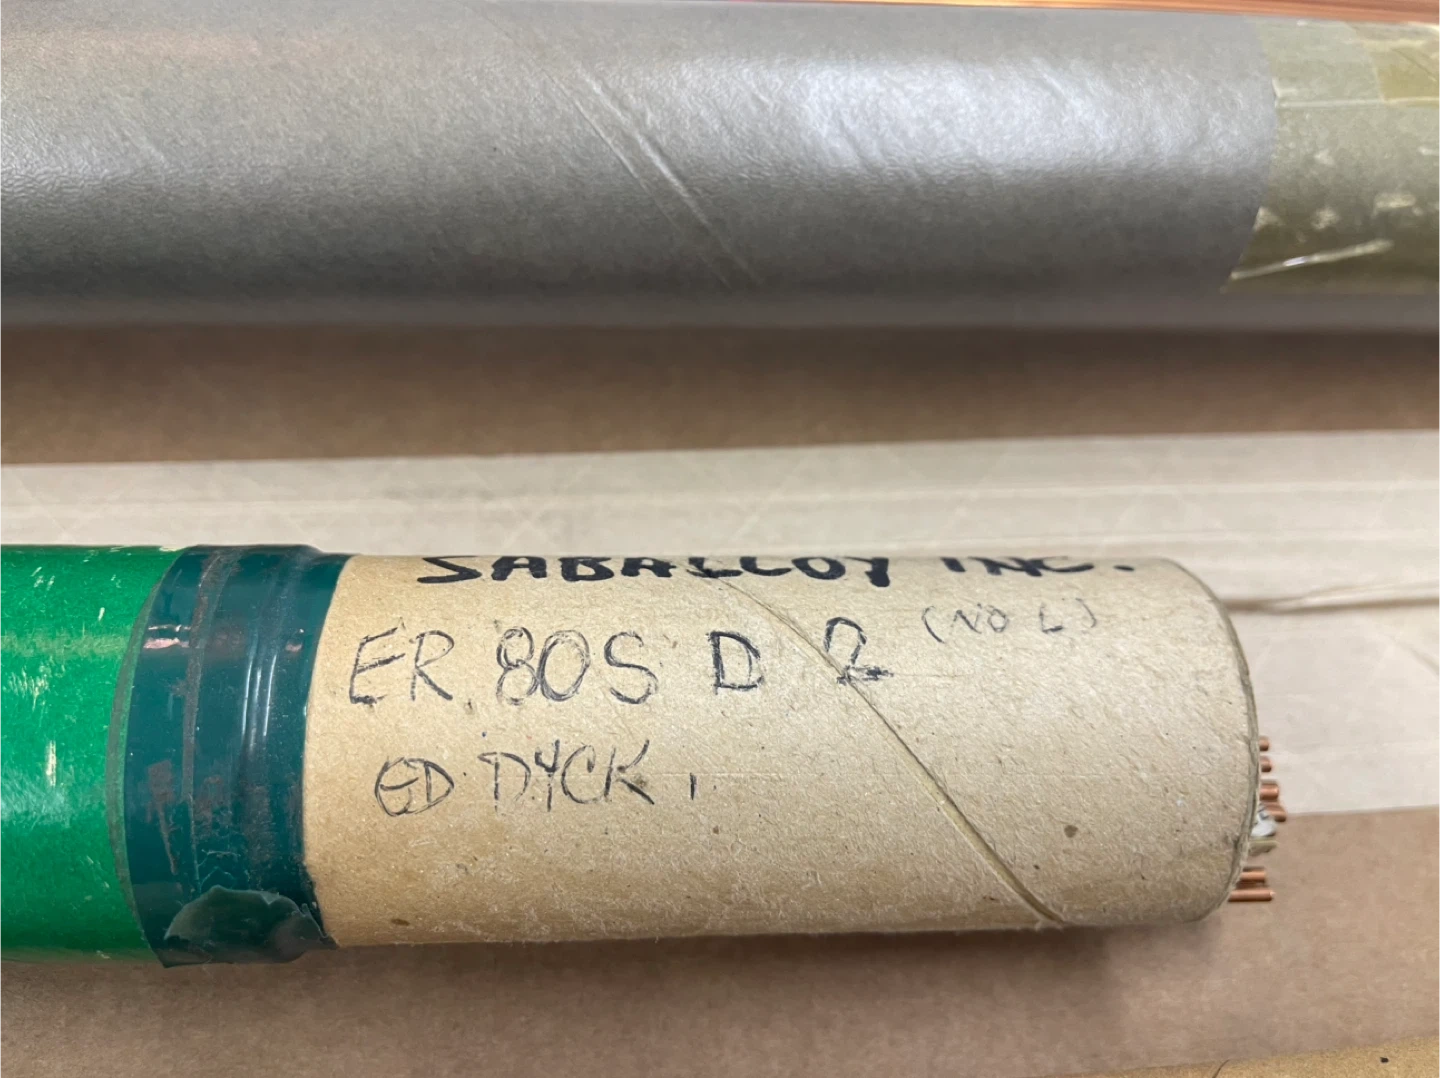 SABALLOY INC.
ER 80S D 2 (NO L)
ED DYCK